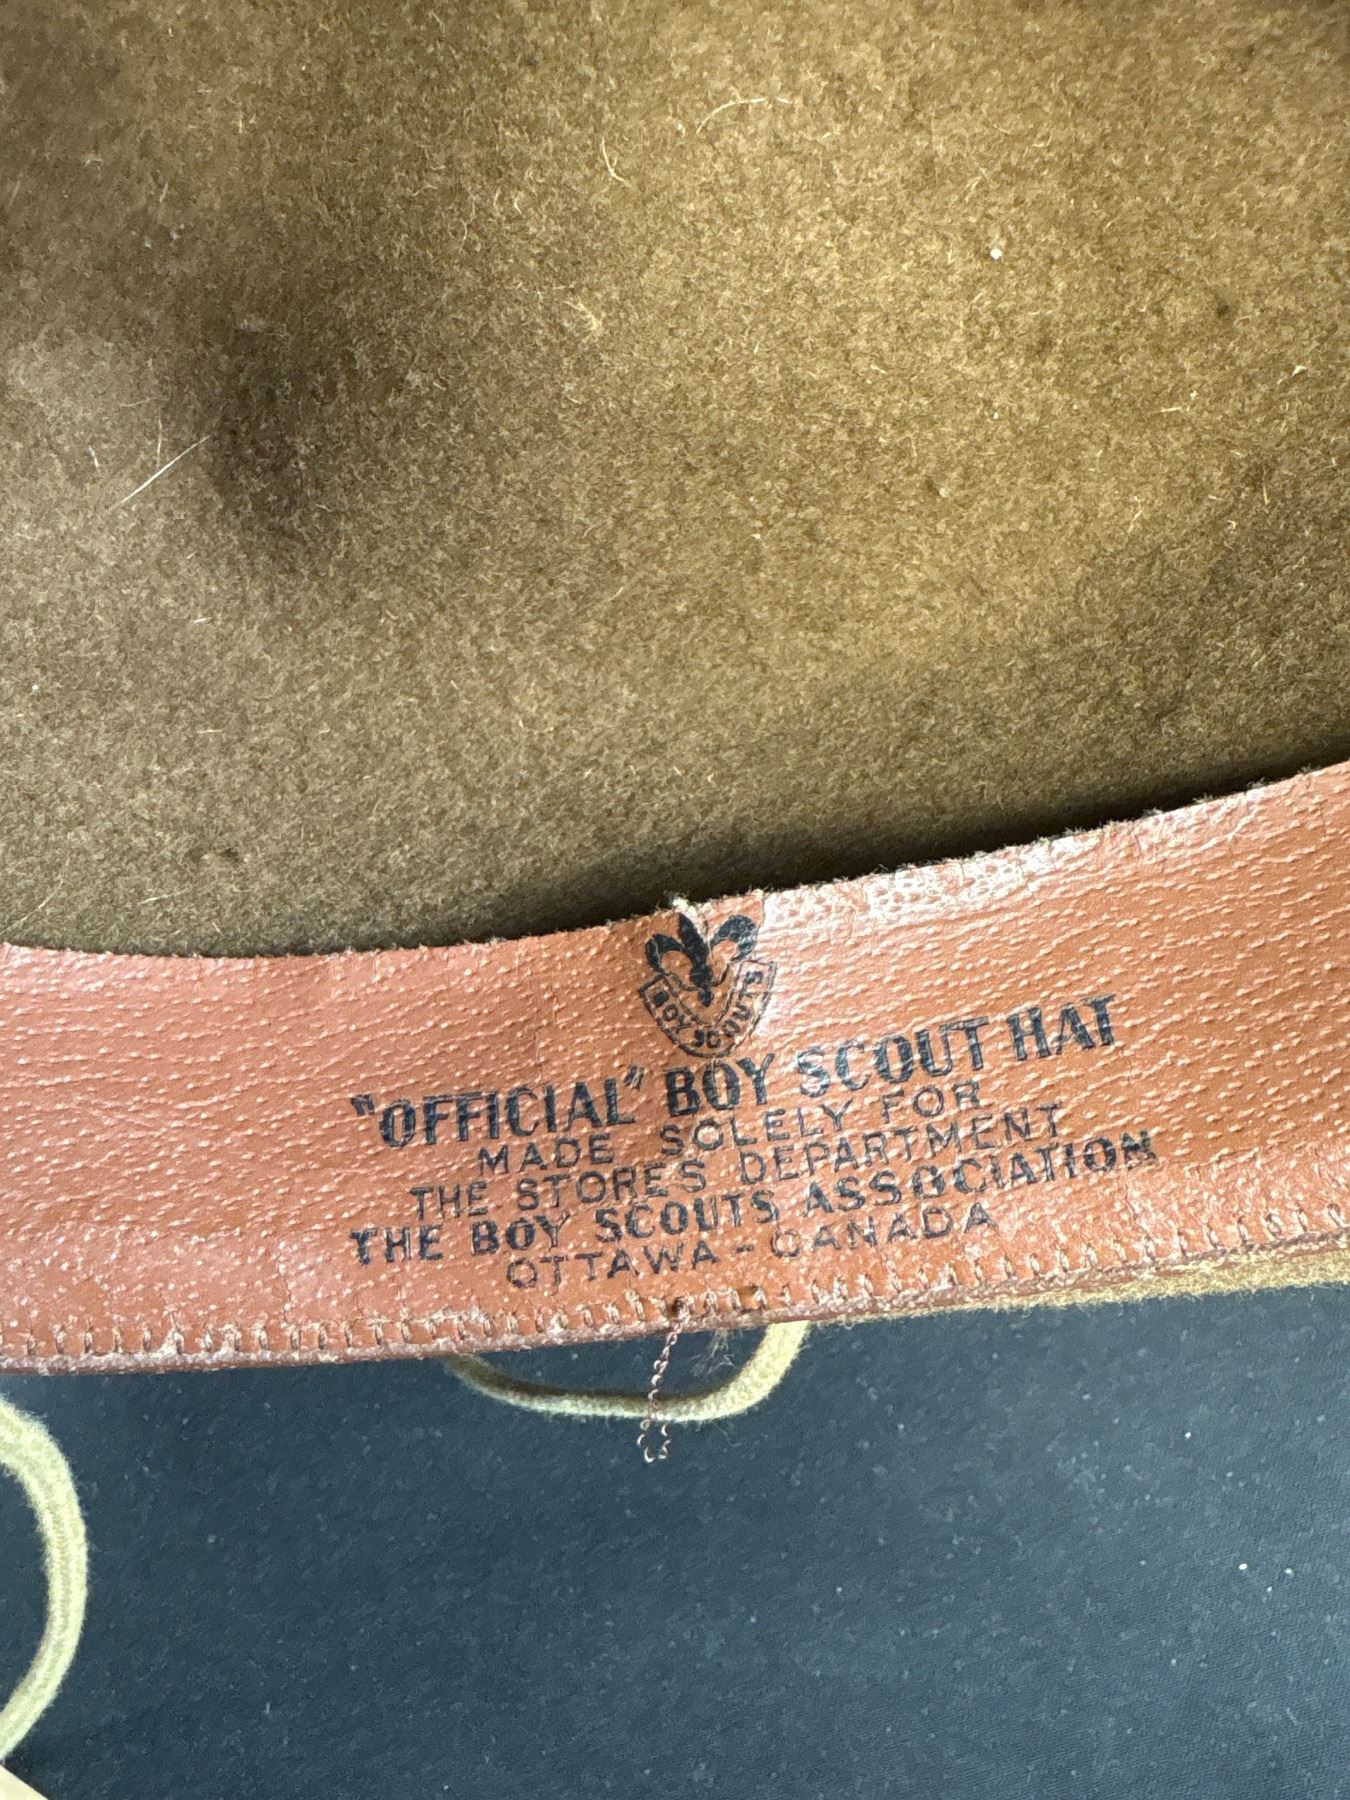 BOY SCOUTS
"OFFICIAL" BOY SCOUT HAT
MADE SOLELY FOR
THE STORES DEPARTMENT
THE BOY SCOUTS ASSOCIATION
OTTAWA - CANADA